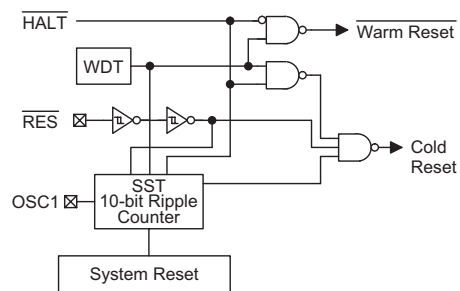 HALT
Warm Reset
WDT
RES
Cold
Reset
SST
10-bit Ripple
Counter
OSC1
System Reset